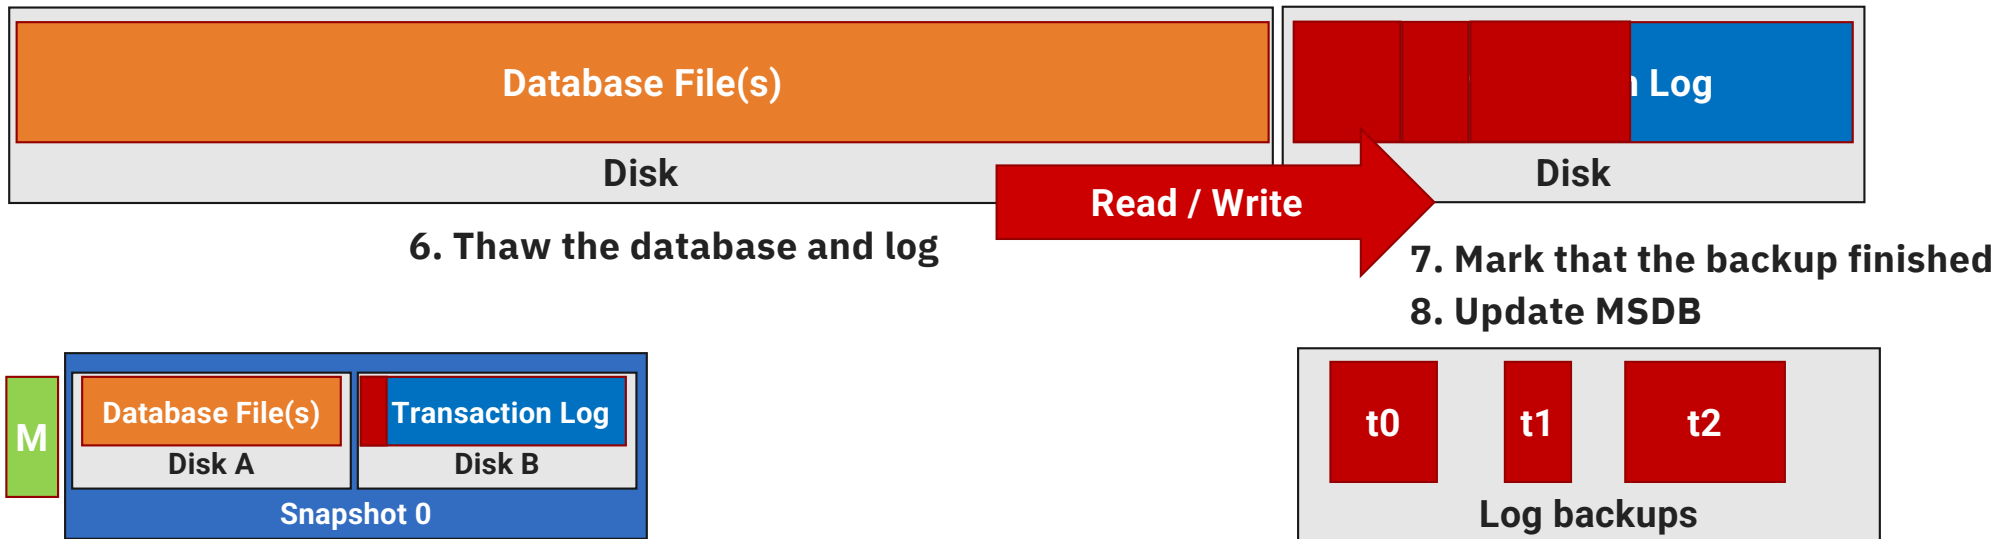 Database File(s)
Log
Disk
Disk
Read / Write
6. Thaw the database and log
7. Mark that the backup finished
8. Update MSDB
M
Database File(s)
Transaction Log
Disk A
Disk B
Snapshot 0
t0
t1
t2
Log backups